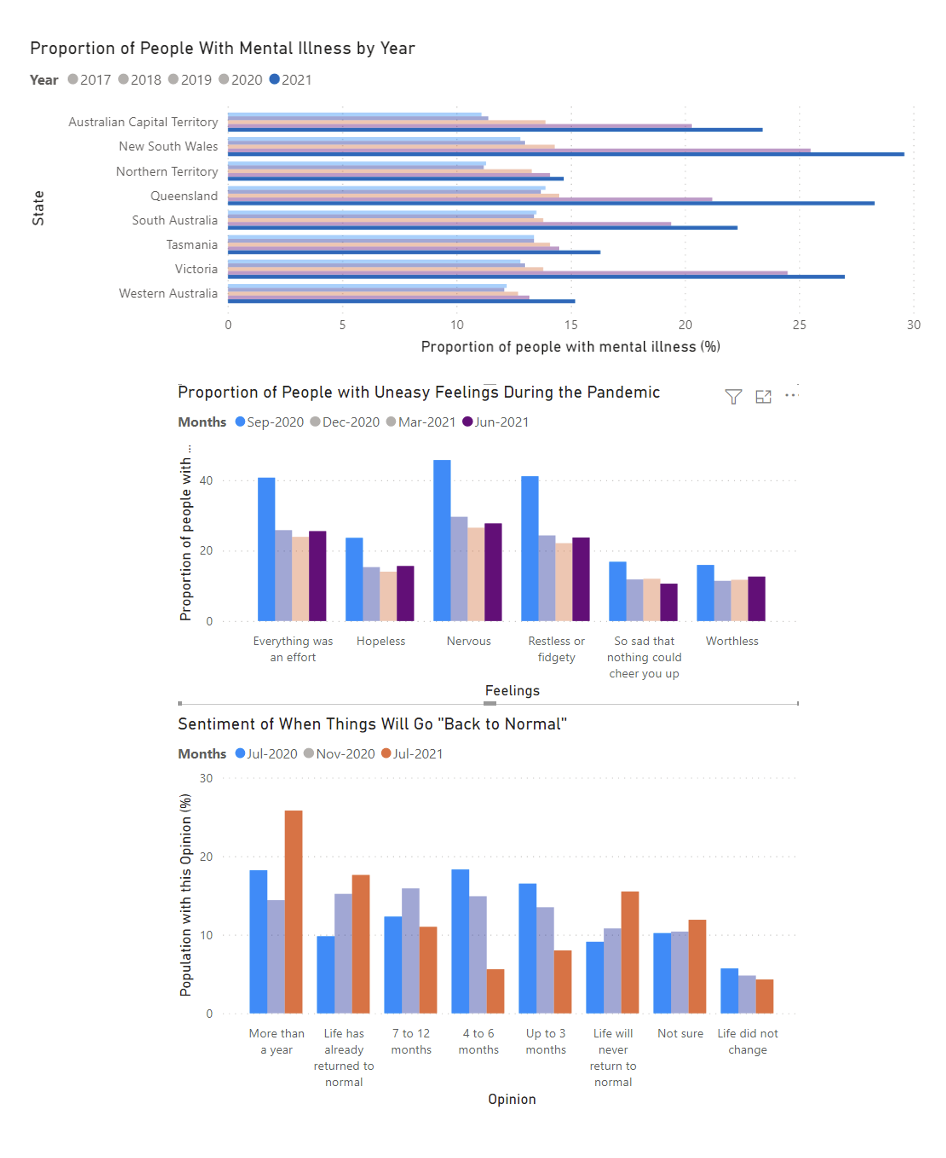 Proportion of People With Mental Illness by Year
Year 2017 2018 2019 2020 2021
State
Australian Capital Territory
New South Wales
Northern Territory
Queensland
South Australia
Tasmania
Victoria
Western Australia
0 5 10 15 20 25 30
Proportion of people with mental illness (%)
Proportion of People with Uneasy Feelings During the Pandemic
Months Sep-2020 Dec-2020 Mar-2021 Jun-2021
Proportion of people with ...
40
20
0
Everything was
an effort
Hopeless
Nervous
Restless or
fidgety
So sad that
nothing could
cheer you up
Worthless
Feelings
Sentiment of When Things Will Go "Back to Normal"
Months Jul-2020 Nov-2020 Jul-2021
Population with this Opinion (%)
30
20
10
0
More than
a year
Life has
already
returned to
normal
7 to 12
months
4 to 6
months
Up to 3
months
Life will
never
return to
normal
Not sure
Life did not
change
Opinion